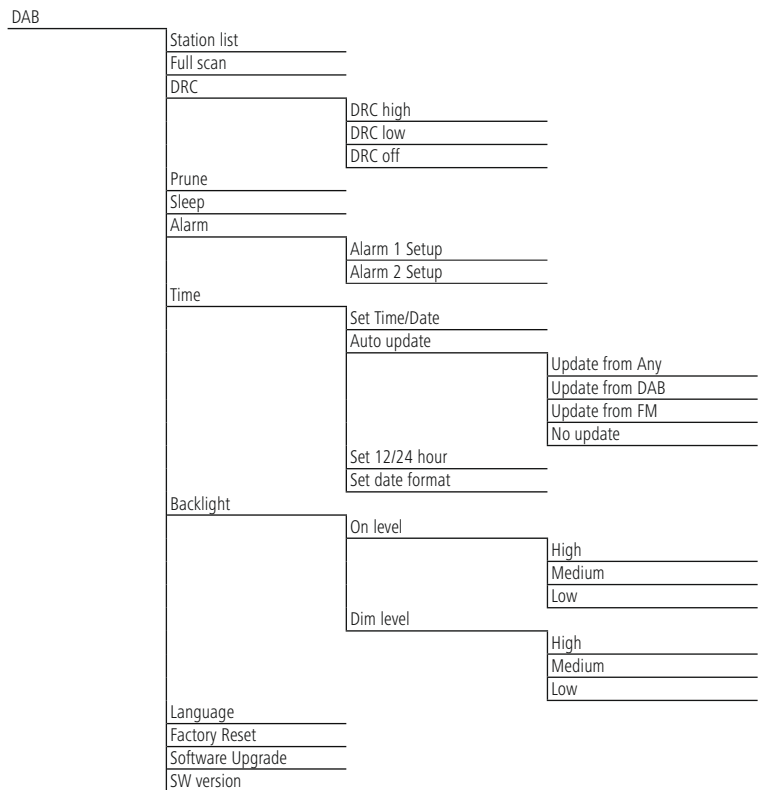 DAB
Station list
Full scan
DRC
DRC high
DRC low
DRC off
Prune
Sleep
Alarm
Alarm 1 Setup
Alarm 2 Setup
Time
Set Time/Date
Auto update
Update from Any
Update from DAB
Update from FM
No update
Set 12/24 hour
Set date format
Backlight
On level
High
Medium
Low
Dim level
High
Medium
Low
Language
Factory Reset
Software Upgrade
SW version